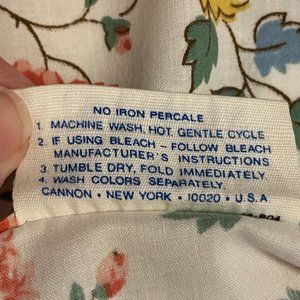 NO IRON PERCALE
1. MACHINE WASH, HOT, GENTLE CYCLE
2. IF USING BLEACH – FOLLOW BLEACH
MANUFACTURER'S INSTRUCTIONS
3. TUMBLE DRY, FOLD IMMEDIATELY.
4. WASH COLORS SEPARATELY.
CANNON • NEW YORK • 10020 • U.S.A